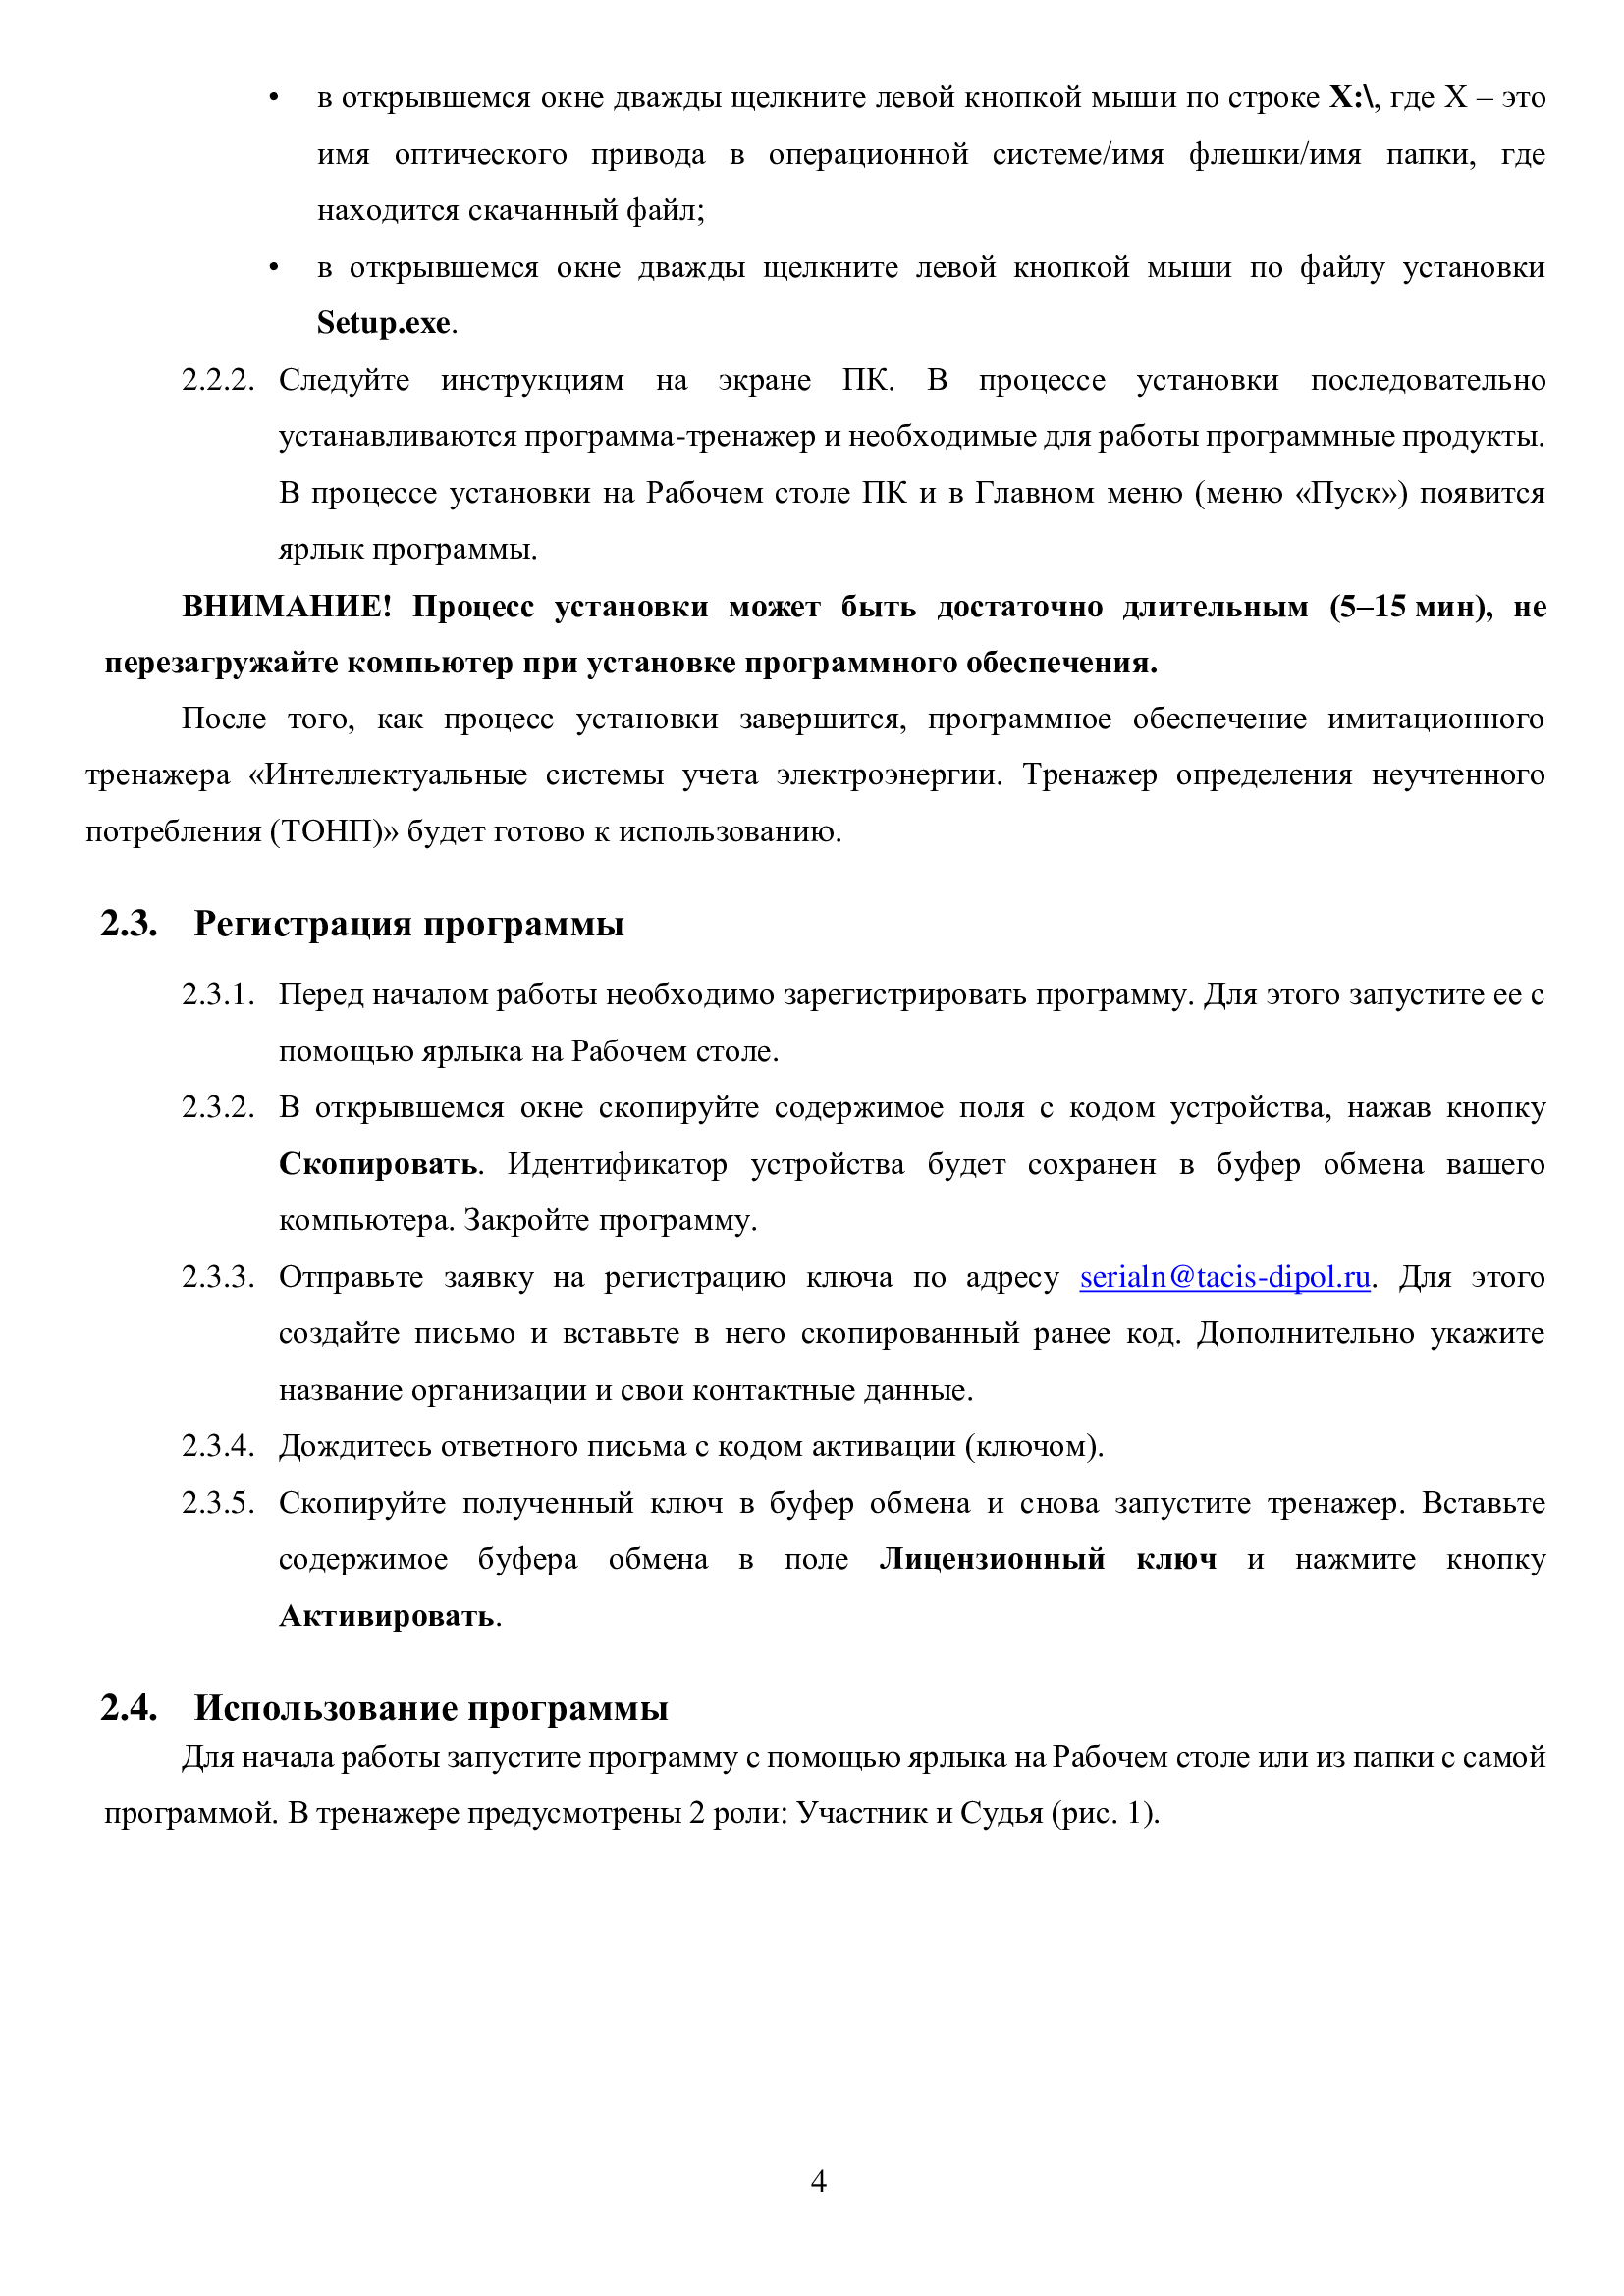 • в открывшемся окне дважды щелкните левой кнопкой мыши по строке X:\, где X – это
имя оптического привода в операционной системе/имя флешки/имя папки, где
находится скачанный файл;
• в открывшемся окне дважды щелкните левой кнопкой мыши по файлу установки
Setup.exe.
2.2.2. Следуйте инструкциям на экране ПК. В процессе установки последовательно
устанавливаются программа-тренажер и необходимые для работы программные продукты.
В процессе установки на Рабочем столе ПК и в Главном меню (меню «Пуск») появится
ярлык программы.
ВНИМАНИЕ! Процесс установки может быть достаточно длительным (5–15 мин), не
перезагружайте компьютер при установке программного обеспечения.
После того, как процесс установки завершится, программное обеспечение имитационного
тренажера «Интеллектуальные системы учета электроэнергии. Тренажер определения неучтенного
потребления (ТОНП)» будет готово к использованию.
2.3. Регистрация программы
2.3.1. Перед началом работы необходимо зарегистрировать программу. Для этого запустите ее с
помощью ярлыка на Рабочем столе.
2.3.2. В открывшемся окне скопируйте содержимое поля с кодом устройства, нажав кнопку
Скопировать. Идентификатор устройства будет сохранен в буфер обмена вашего
компьютера. Закройте программу.
2.3.3. Отправьте заявку на регистрацию ключа по адресу serialn@tacis-dipol.ru. Для этого
создайте письмо и вставьте в него скопированный ранее код. Дополнительно укажите
название организации и свои контактные данные.
2.3.4. Дождитесь ответного письма с кодом активации (ключом).
2.3.5. Скопируйте полученный ключ в буфер обмена и снова запустите тренажер. Вставьте
содержимое буфера обмена в поле Лицензионный ключ и нажмите кнопку
Активировать.
2.4. Использование программы
Для начала работы запустите программу с помощью ярлыка на Рабочем столе или из папки с самой
программой. В тренажере предусмотрены 2 роли: Участник и Судья (рис. 1).
4